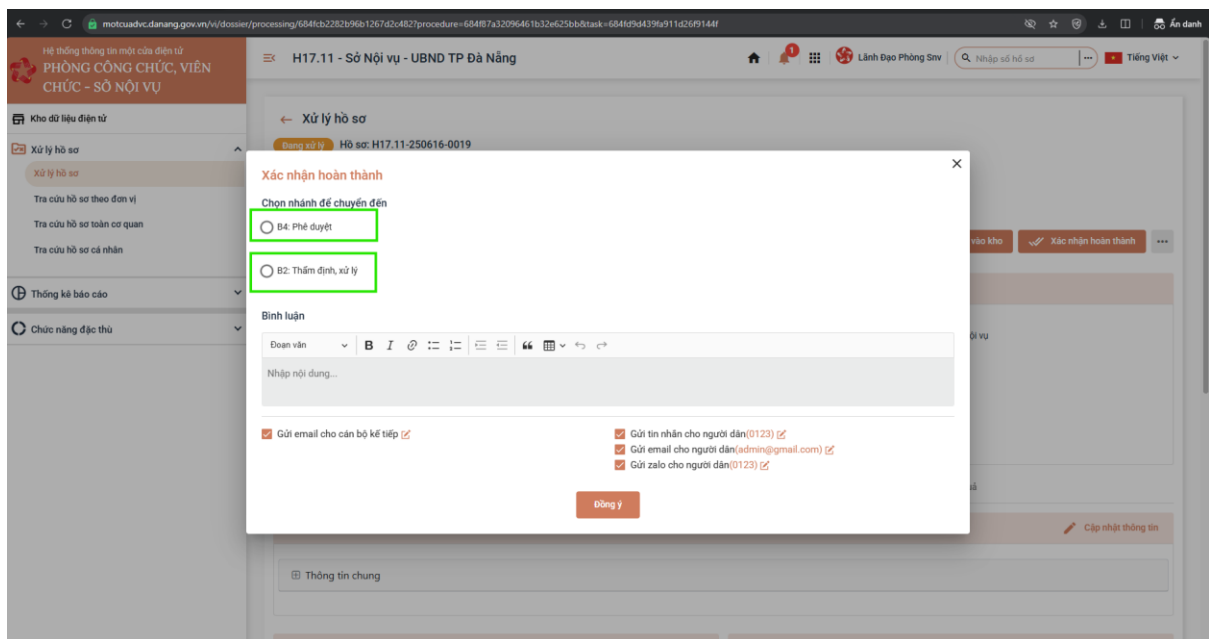 motcuadvc.danang.gov.vn/vi/dossier/processing/684fcb2282b96b1267d2c482?procedure=684f87a32096461b32e625bb&task=684fd9d439fa911d26f9144f
Ẩn danh
Hệ thống thông tin một cửa điện tử
PHÒNG CÔNG CHỨC, VIÊN
CHỨC - SỞ NỘI VỤ
H17.11 - Sở Nội vụ - UBND TP Đà Nẵng
Lãnh Đạo Phòng Snv
Nhập số hồ sơ
Tiếng Việt
Kho dữ liệu điện tử
Xử lý hồ sơ
Xử lý hồ sơ
Tra cứu hồ sơ theo đơn vị
Tra cứu hồ sơ toàn cơ quan
Tra cứu hồ sơ cá nhân
Thống kê báo cáo
Chức năng đặc thù
Xử lý hồ sơ
Đang xử lý Hồ sơ: H17.11-250616-0019
Xác nhận hoàn thành
Chọn nhánh để chuyển đến
B4: Phê duyệt
B2: Thẩm định, xử lý
Bình luận
Đoạn văn
Nhập nội dung...
Gửi email cho cán bộ kế tiếp
Gửi tin nhắn cho người dân(0123)
Gửi email cho người dân(admin@gmail.com)
Gửi zalo cho người dân(0123)
Đồng ý
vào kho
Xác nhận hoàn thành
ội vụ
Cập nhật thông tin
Thông tin chung